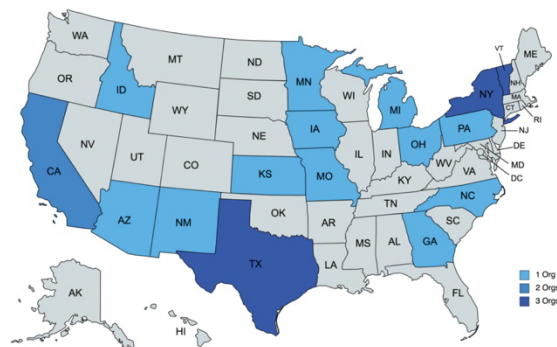 WA
MT
ND
MN
VT
ME
OR
ID
SD
WI
MI
NY
NH
MA
CT
RI
WY
NE
IA
PA
NJ
NV
UT
CO
IL
IN
OH
DE
MD
DC
WV
VA
CA
KS
MO
KY
NC
TN
AZ
NM
OK
AR
SC
MS
AL
GA
TX
LA
FL
AK
HI
1 Org
2 Orgs
3 Orgs